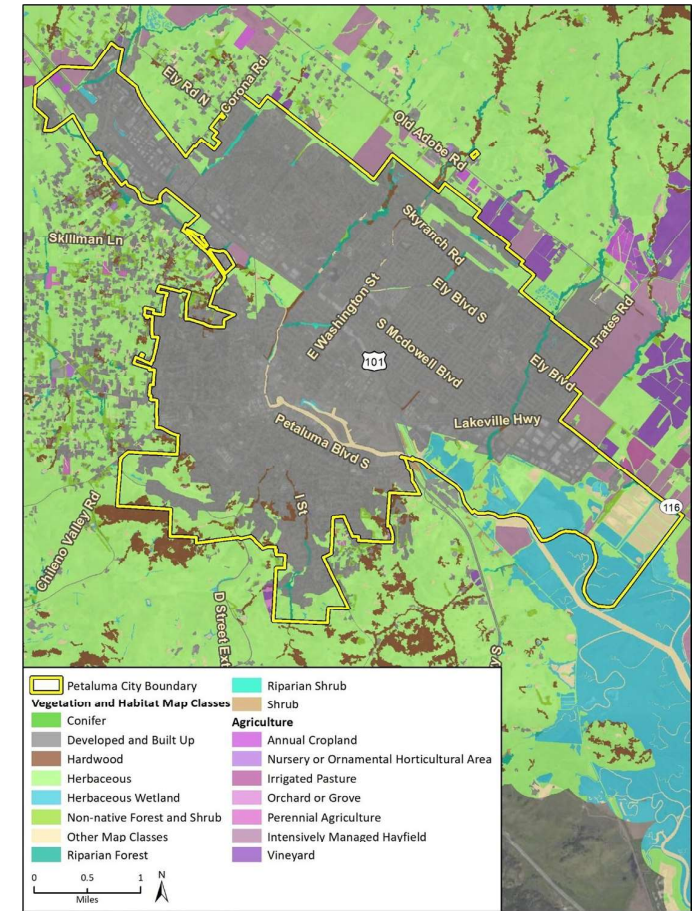 Ely Rd N
Corona Rd
Old Adobe Rd
Skillman Ln
Skyranch Rd
Ely Blvd S
E Washington St
S Mcdowell Blvd
Frates Rd
101
Ely Blvd
Lakeville Hwy
Petaluma Blvd S
I St
116
Chileno Valley Rd
D Street Ext
y S
Petaluma City Boundary
Vegetation and Habitat Map Classes
Conifer
Developed and Built Up
Hardwood
Herbaceous
Herbaceous Wetland
Non-native Forest and Shrub
Other Map Classes
Riparian Forest
Riparian Shrub
Shrub
Agriculture
Annual Cropland
Nursery or Ornamental Horticultural Area
Irrigated Pasture
Orchard or Grove
Perennial Agriculture
Intensively Managed Hayfield
Vineyard
0 0.5 1
Miles
N